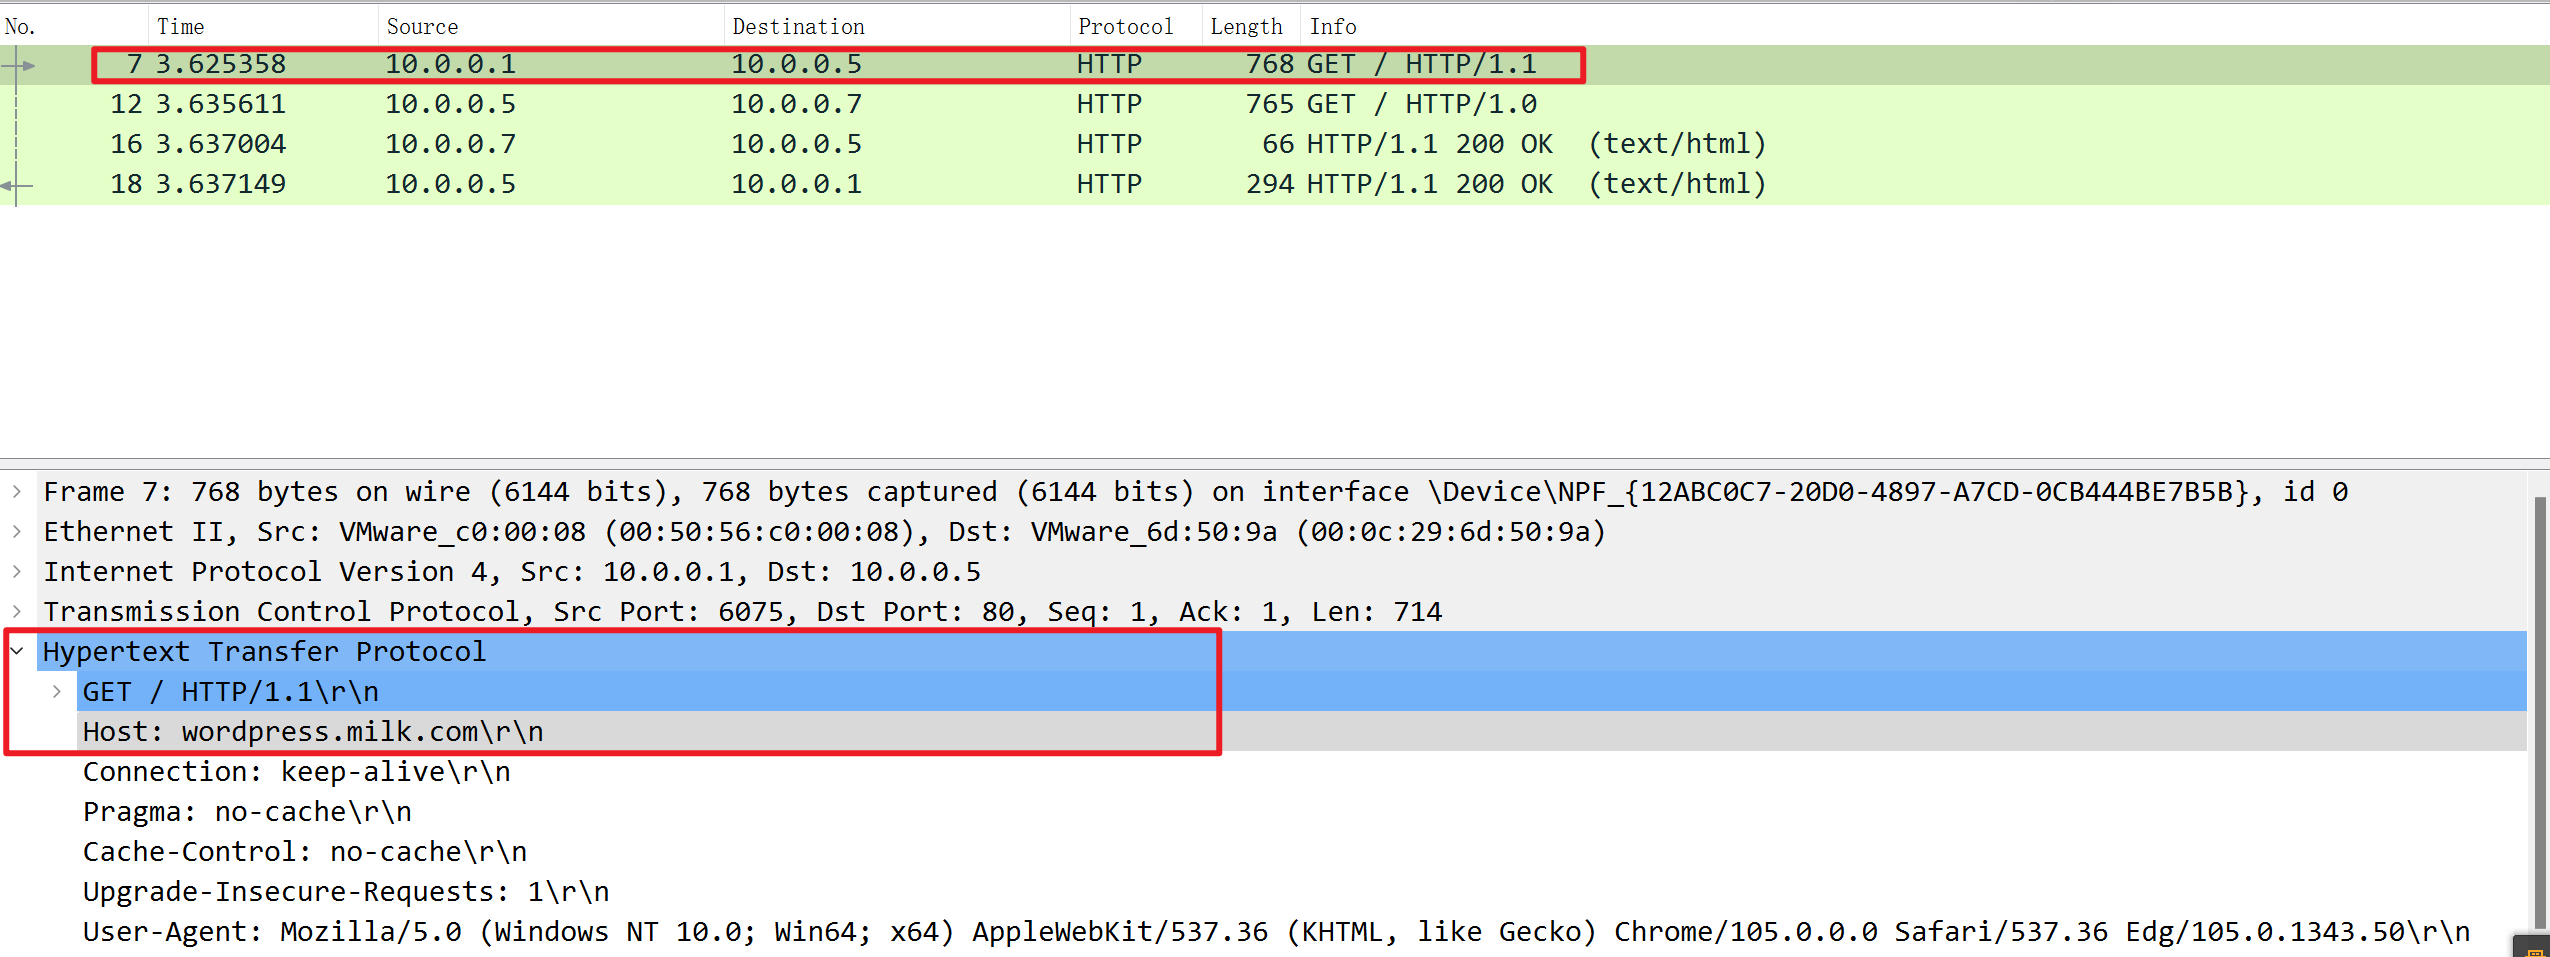 No. Time Source Destination Protocol Length Info
7 3.625358 10.0.0.1 10.0.0.5 HTTP 768 GET / HTTP/1.1
12 3.635611 10.0.0.5 10.0.0.7 HTTP 765 GET / HTTP/1.0
16 3.637004 10.0.0.7 10.0.0.5 HTTP 66 HTTP/1.1 200 OK (text/html)
18 3.637149 10.0.0.5 10.0.0.1 HTTP 294 HTTP/1.1 200 OK (text/html)
Frame 7: 768 bytes on wire (6144 bits), 768 bytes captured (6144 bits) on interface \Device\NPF_{12ABC0C7-20D0-4897-A7CD-0CB444BE7B5B}, id 0
Ethernet II, Src: VMware_c0:00:08 (00:50:56:c0:00:08), Dst: VMware_6d:50:9a (00:0c:29:6d:50:9a)
Internet Protocol Version 4, Src: 10.0.0.1, Dst: 10.0.0.5
Transmission Control Protocol, Src Port: 6075, Dst Port: 80, Seq: 1, Ack: 1, Len: 714
Hypertext Transfer Protocol
GET / HTTP/1.1\r\n
Host: wordpress.milk.com\r\n
Connection: keep-alive\r\n
Pragma: no-cache\r\n
Cache-Control: no-cache\r\n
Upgrade-Insecure-Requests: 1\r\n
User-Agent: Mozilla/5.0 (Windows NT 10.0; Win64; x64) AppleWebKit/537.36 (KHTML, like Gecko) Chrome/105.0.0.0 Safari/537.36 Edg/105.0.1343.50\r\n